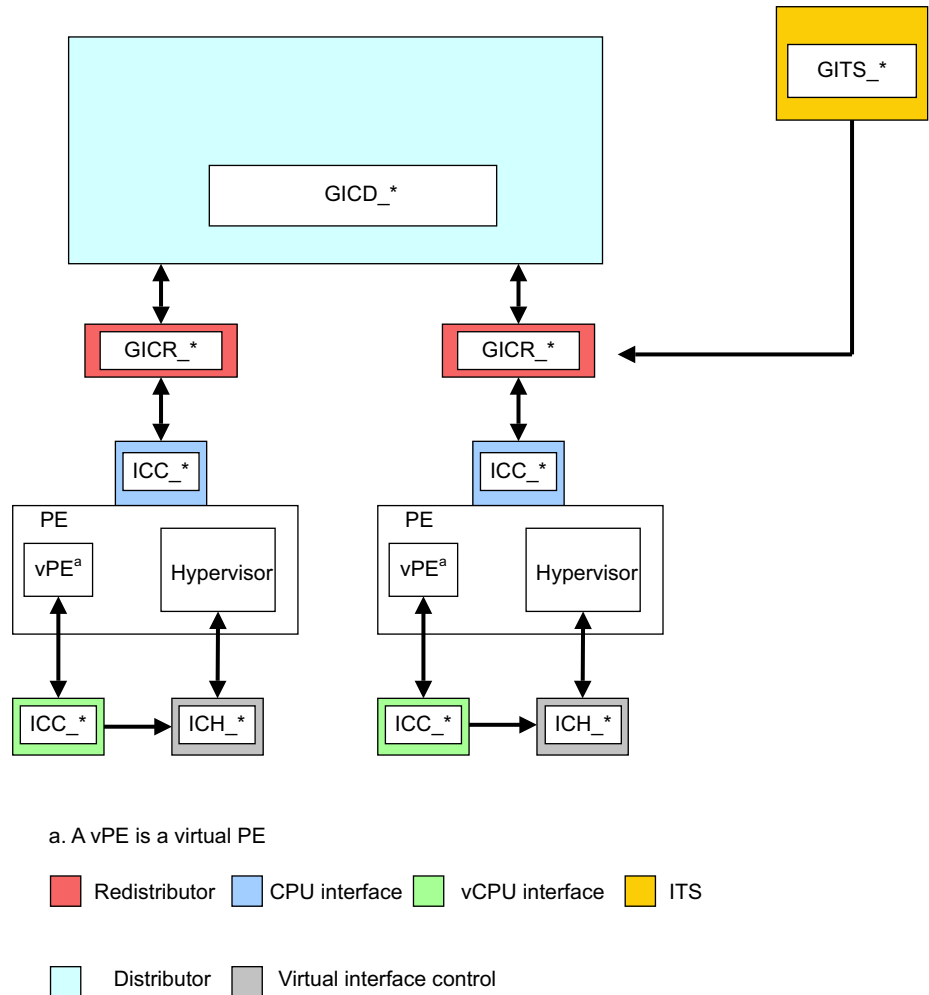 GITS_*
GICD_*
GICR_*
GICR_*
ICC_*
ICC_*
PE
PE
vPEᵃ
Hypervisor
vPEᵃ
Hypervisor
ICC_*
ICH_*
ICC_*
ICH_*
a. A vPE is a virtual PE
Redistributor CPU interface vCPU interface ITS
Distributor Virtual interface control